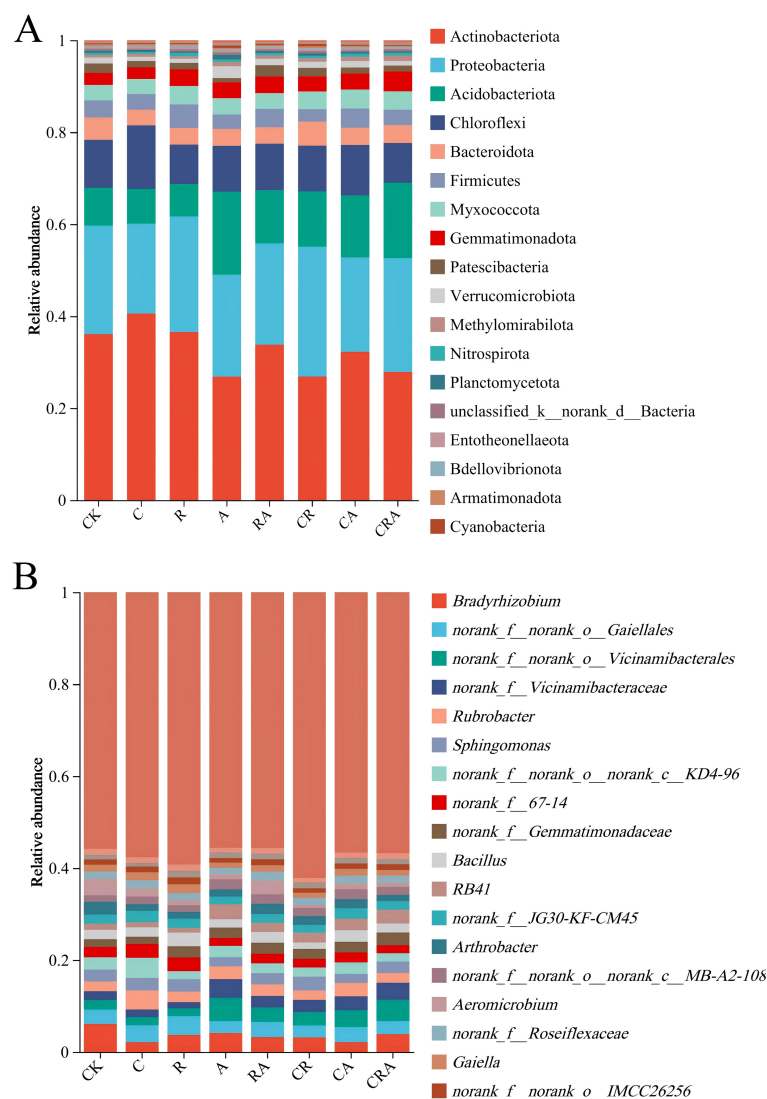 A
1
0.8
0.6
0.4
0.2
0
Relative abundance
CK
C
R
A
RA
CR
CA
CRA
Actinobacteriota
Proteobacteria
Acidobacteriota
Chloroflexi
Bacteroidota
Firmicutes
Myxococcota
Gemmatimonadota
Patescibacteria
Verrucomicrobiota
Methylomirabilota
Nitrospirota
Planctomycetota
unclassified_k__norank_d__Bacteria
Entotheonellaeota
Bdellovibrionota
Armatimonadota
Cyanobacteria
B
1
0.8
0.6
0.4
0.2
0
Relative abundance
CK
C
R
A
RA
CR
CA
CRA
Bradyrhizobium
norank_f__norank_o__Gaiellales
norank_f__norank_o__Vicinamibacterales
norank_f__Vicinamibacteraceae
Rubrobacter
Sphingomonas
norank_f__norank_o__norank_c__KD4-96
norank_f__67-14
norank_f__Gemmatimonadaceae
Bacillus
RB41
norank_f__JG30-KF-CM45
Arthrobacter
norank_f__norank_o__norank_c__MB-A2-108
Aeromicrobium
norank_f__Roseiflexaceae
Gaiella
norank_f__norank_o__IMCC26256